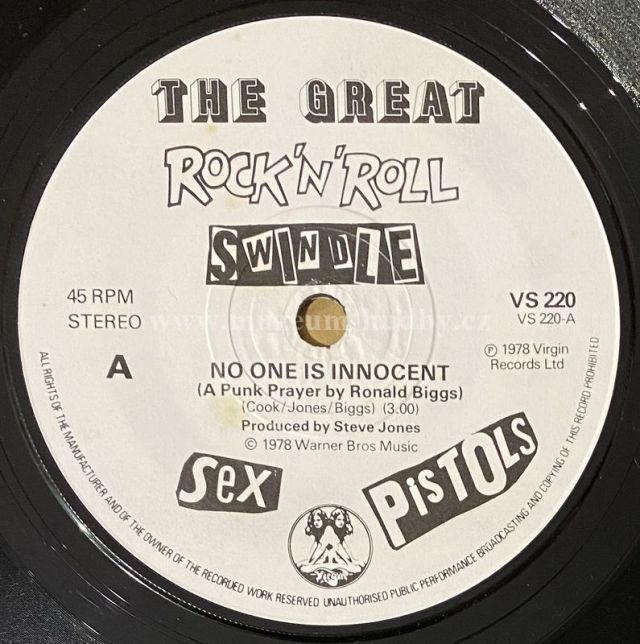 THE GREAT
ROCK 'N' ROLL
SWINDLE
45 RPM
STEREO
VS 220
VS 220-A
A
℗ 1978 Virgin
Records Ltd
NO ONE IS INNOCENT
(A Punk Prayer by Ronald Biggs)
(Cook/Jones/Biggs) (3.00)
Produced by Steve Jones
© 1978 Warner Bros Music
SeX
PiSTOLS
ALL RIGHTS OF THE MANUFACTURER AND OF THE OWNER OF THE RECORDED WORK RESERVED UNAUTHORISED PUBLIC PERFORMANCE BROADCASTING AND COPYING OF THIS RECORD PROHIBITED